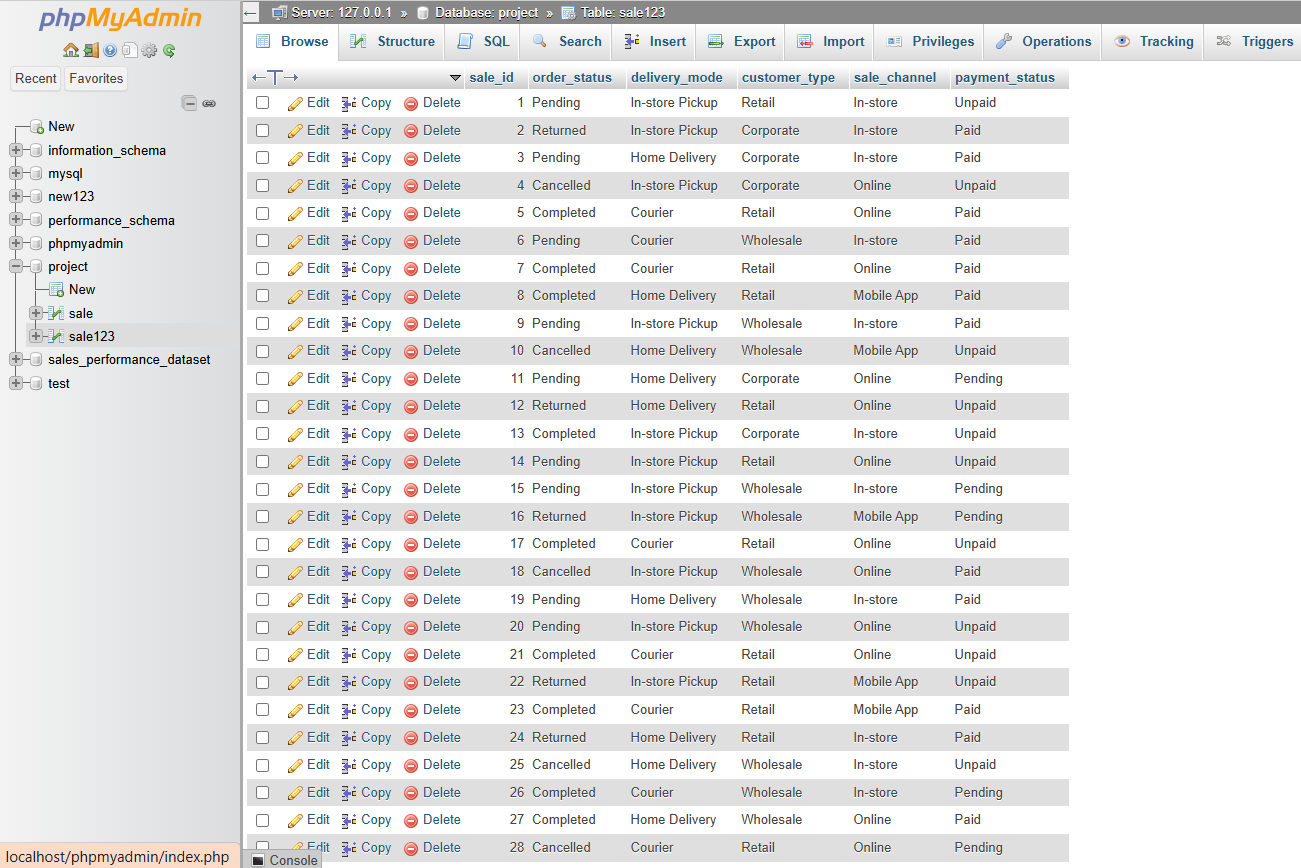 phpMyAdmin
Recent Favorites
New
information_schema
mysql
new123
performance_schema
phpmyadmin
project
New
sale
sale123
sales_performance_dataset
test
localhost/phpmyadmin/index.php
Server: 127.0.0.1 » Database: project » Table: sale123
Browse Structure SQL Search Insert Export Import Privileges Operations Tracking Triggers
sale_id order_status delivery_mode customer_type sale_channel payment_status
Edit Copy Delete 1 Pending In-store Pickup Retail In-store Unpaid
Edit Copy Delete 2 Returned In-store Pickup Corporate In-store Paid
Edit Copy Delete 3 Pending Home Delivery Corporate In-store Paid
Edit Copy Delete 4 Cancelled In-store Pickup Corporate Online Unpaid
Edit Copy Delete 5 Completed Courier Retail Online Paid
Edit Copy Delete 6 Pending Courier Wholesale In-store Paid
Edit Copy Delete 7 Completed Courier Retail Online Paid
Edit Copy Delete 8 Completed Home Delivery Retail Mobile App Paid
Edit Copy Delete 9 Pending In-store Pickup Wholesale In-store Paid
Edit Copy Delete 10 Cancelled Home Delivery Wholesale Mobile App Unpaid
Edit Copy Delete 11 Pending Home Delivery Corporate Online Pending
Edit Copy Delete 12 Returned Home Delivery Retail Online Unpaid
Edit Copy Delete 13 Completed In-store Pickup Corporate In-store Unpaid
Edit Copy Delete 14 Pending In-store Pickup Retail Online Unpaid
Edit Copy Delete 15 Pending In-store Pickup Wholesale In-store Pending
Edit Copy Delete 16 Returned In-store Pickup Wholesale Mobile App Pending
Edit Copy Delete 17 Completed Courier Retail Online Unpaid
Edit Copy Delete 18 Cancelled In-store Pickup Wholesale Online Paid
Edit Copy Delete 19 Pending Home Delivery Wholesale In-store Paid
Edit Copy Delete 20 Pending In-store Pickup Wholesale Online Unpaid
Edit Copy Delete 21 Completed Courier Retail Online Unpaid
Edit Copy Delete 22 Returned In-store Pickup Retail Mobile App Unpaid
Edit Copy Delete 23 Completed Courier Retail Mobile App Paid
Edit Copy Delete 24 Returned Home Delivery Retail In-store Paid
Edit Copy Delete 25 Cancelled Home Delivery Wholesale In-store Unpaid
Edit Copy Delete 26 Completed Courier Wholesale In-store Pending
Edit Copy Delete 27 Completed Home Delivery Wholesale Online Paid
Edit Copy Delete 28 Cancelled Courier Retail Online Pending
Console